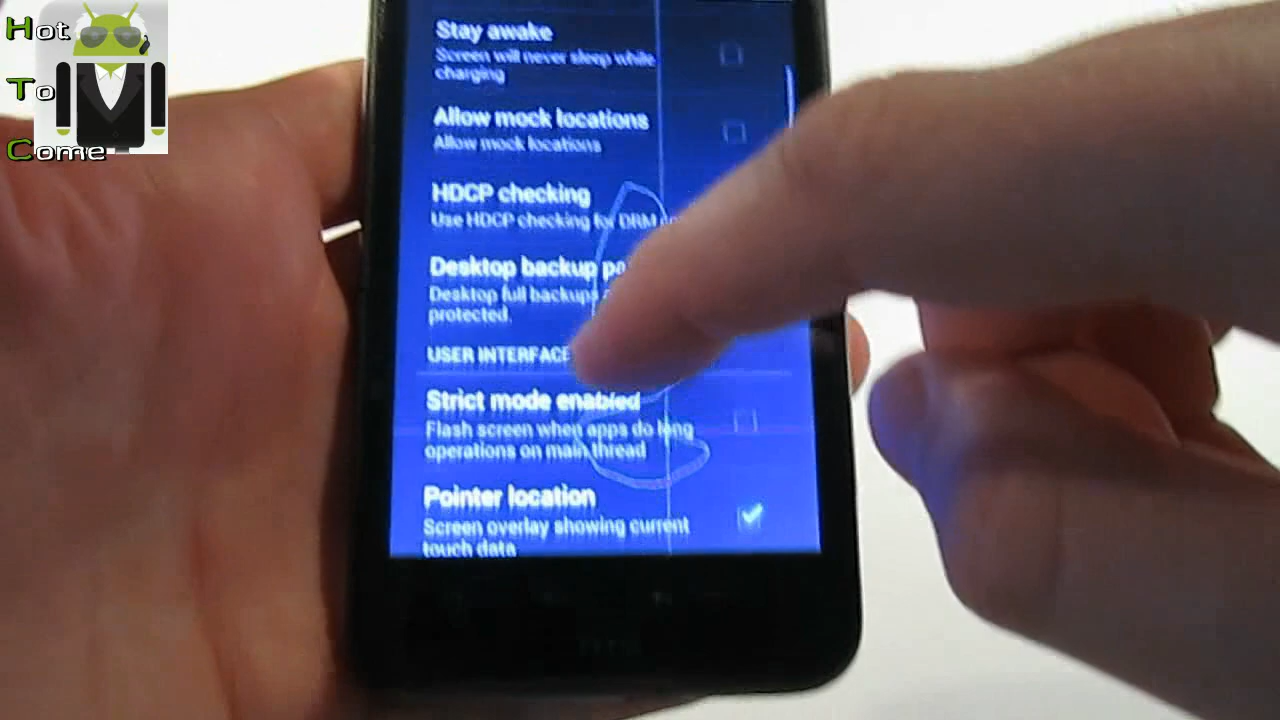 Hot
To
Come
Stay awake
Screen will never sleep while
charging
Allow mock locations
Allow mock locations
HDCP checking
Use HDCP checking for DRM
Desktop backup
Desktop full backups
protected.
USER INTERFACE
Strict mode enabled
Flash screen when apps do long
operations on main thread
Pointer location
Screen overlay showing current
touch data